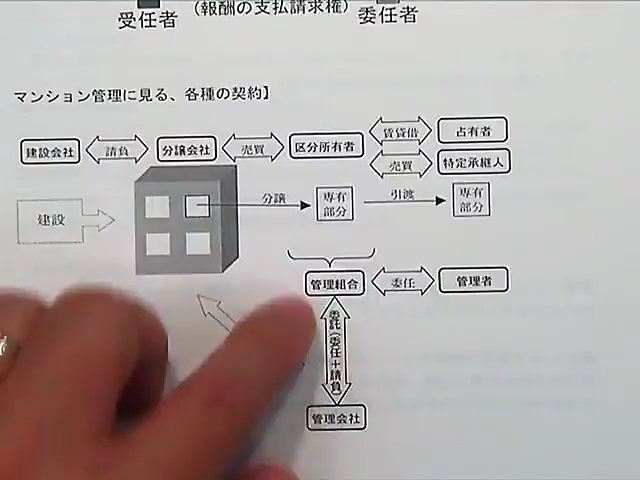 受任者 (報酬の支払請求権) 委任者
マンション管理に見る、各種の契約】
建設会社 請負 分譲会社 売買 区分所有者 賃貸借 占有者
売買 特定承継人
建設 分譲 専有部分 引渡 専有部分
管理組合 委任 管理者
委託(委任+請負)
管理会社